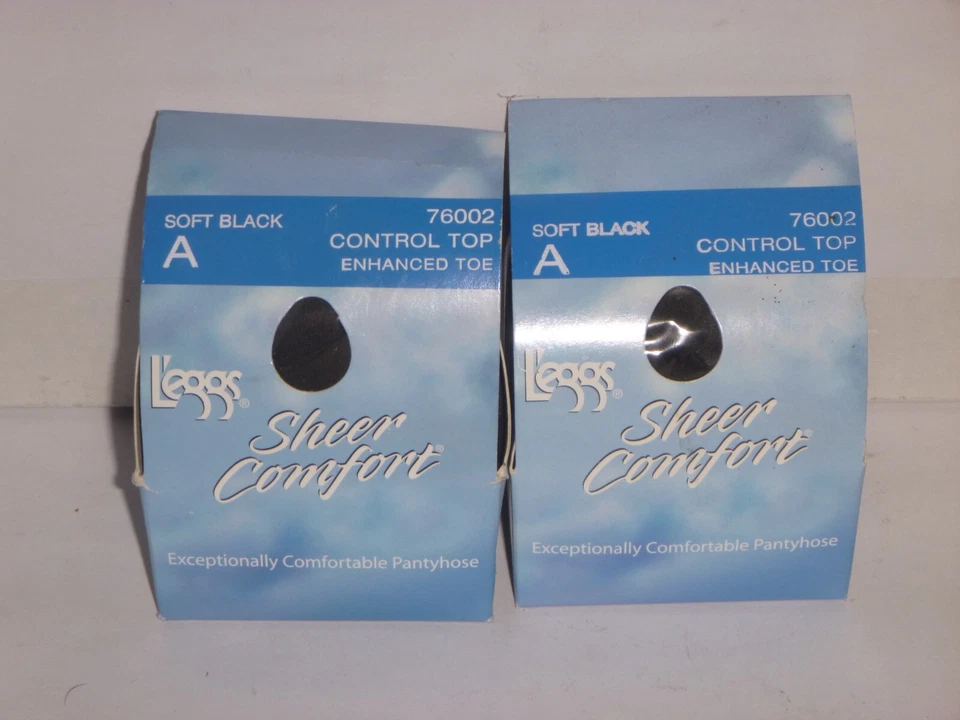 SOFT BLACK
A
76002
CONTROL TOP
ENHANCED TOE
L'eggs®
Sheer
Comfort®
Exceptionally Comfortable Pantyhose
SOFT BLACK
A
76002
CONTROL TOP
ENHANCED TOE
L'eggs®
Sheer
Comfort®
Exceptionally Comfortable Pantyhose